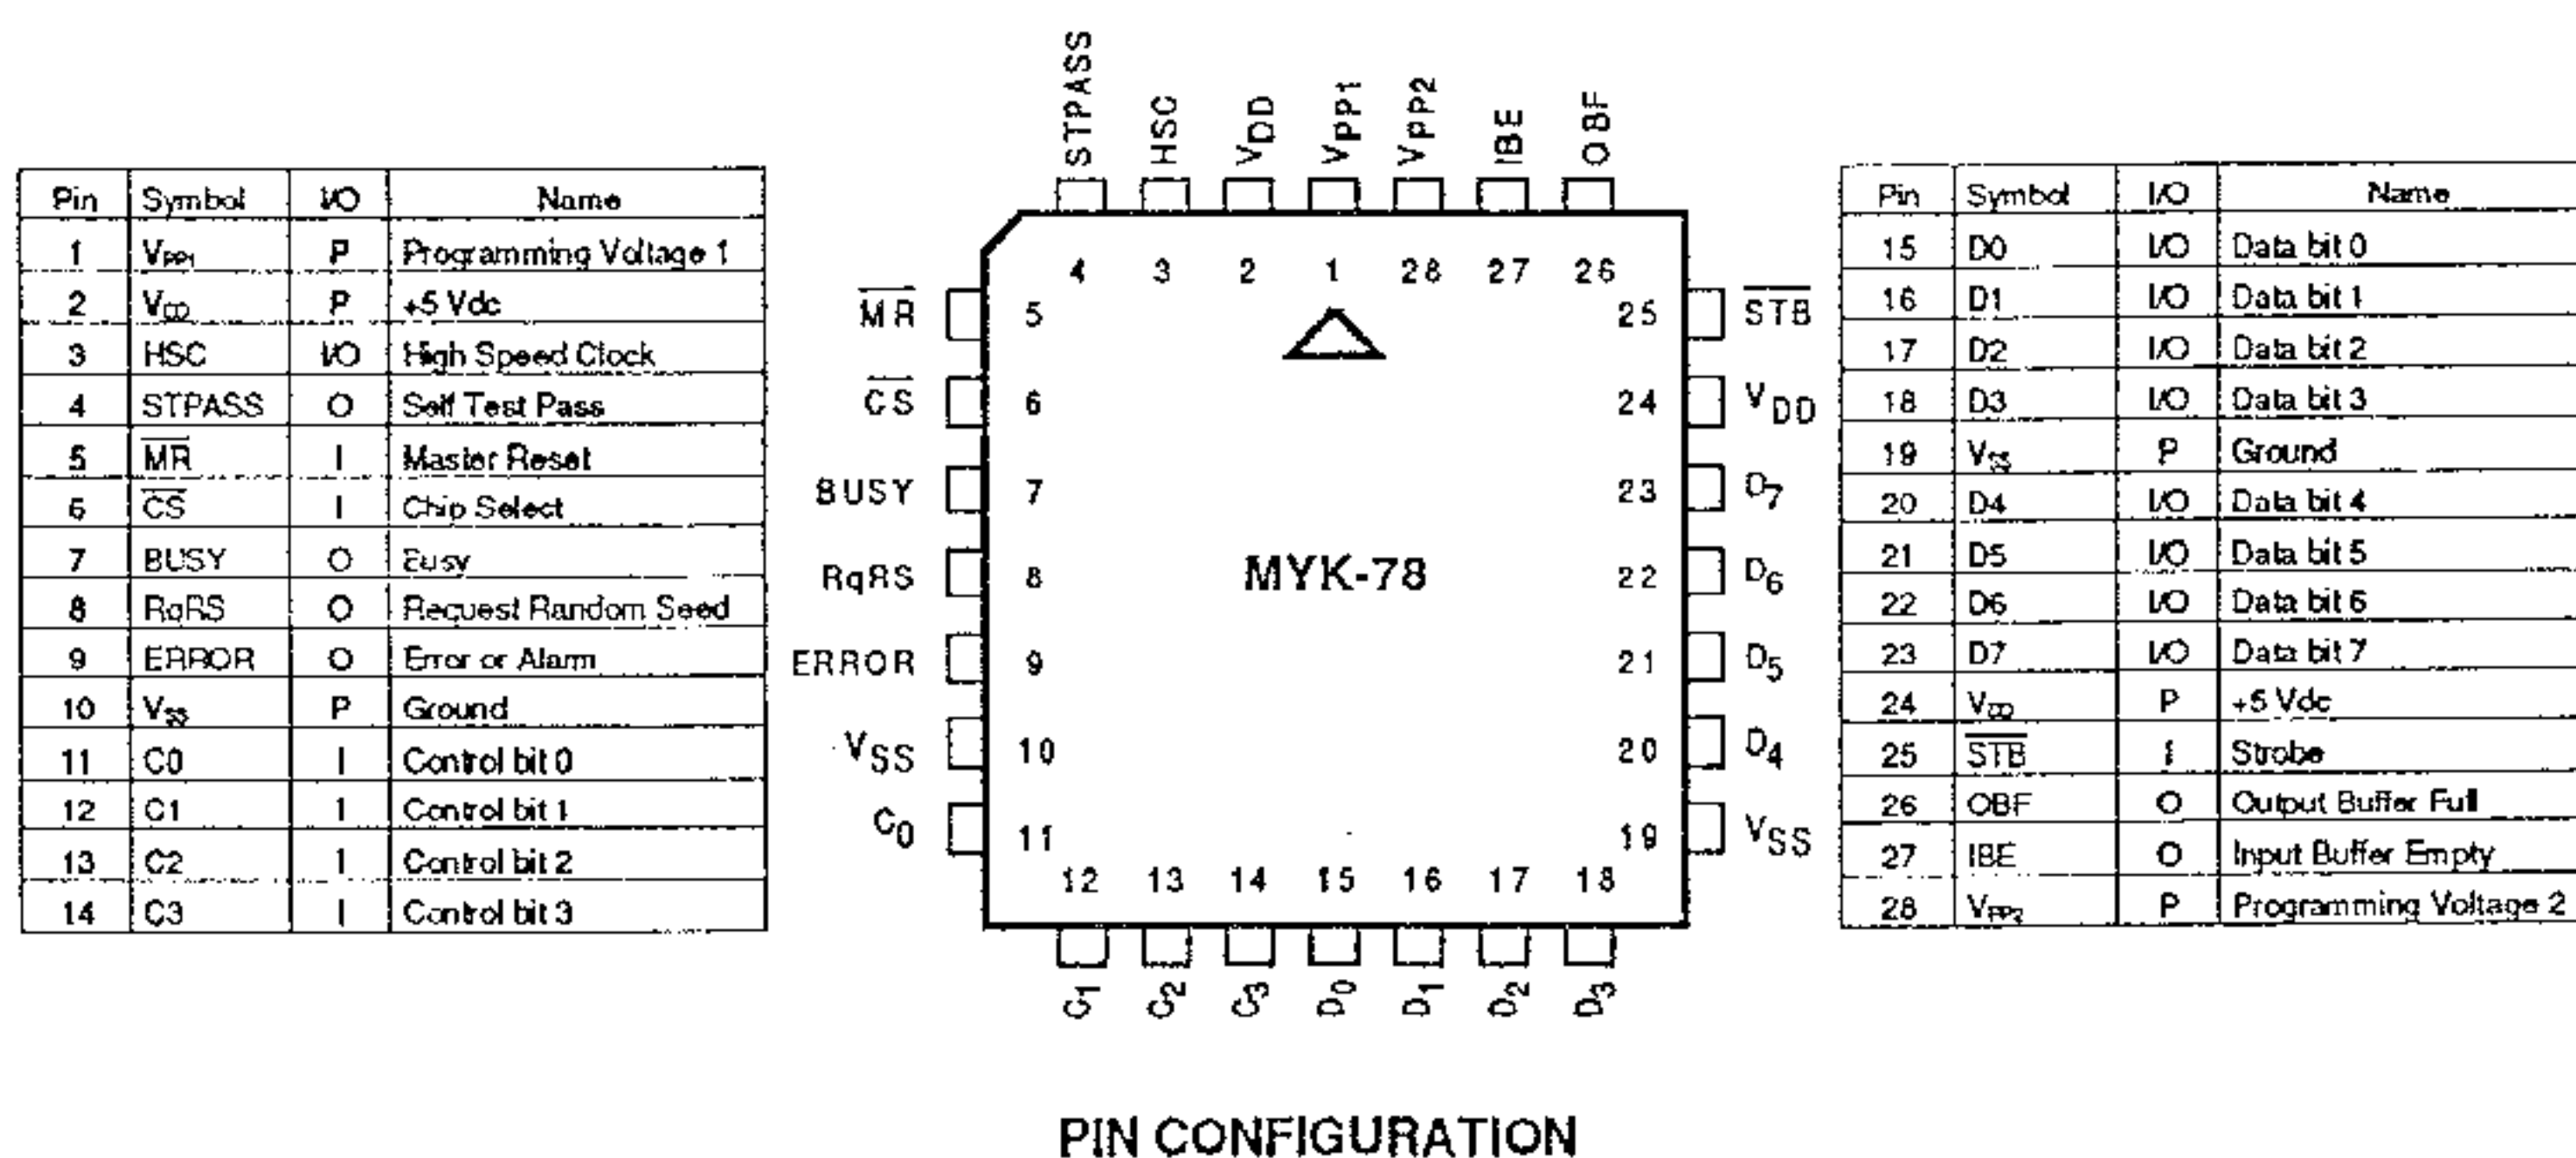 Pin Symbol I/O Name
1 VPP1 P Programming Voltage 1
2 VDD P +5 Vdc
3 HSC I/O High Speed Clock
4 STPASS O Self Test Pass
5 MR I Master Reset
6 CS I Chip Select
7 BUSY O Busy
8 RqRS O Request Random Seed
9 ERROR O Error or Alarm
10 VSS P Ground
11 C0 I Control bit 0
12 C1 I Control bit 1
13 C2 I Control bit 2
14 C3 I Control bit 3
STPASS HSC VDD VPP1 VPP2 IBE OBF
4 3 2 1 28 27 26
MR 5 25 STB
CS 6 24 VDD
BUSY 7 23 D7
RqRS 8 MYK-78 22 D6
ERROR 9 21 D5
VSS 10 20 D4
C0 11 19 VSS
12 13 14 15 16 17 18
C1 C2 C3 D0 D1 D2 D3
Pin Symbol I/O Name
15 D0 I/O Data bit 0
16 D1 I/O Data bit 1
17 D2 I/O Data bit 2
18 D3 I/O Data bit 3
19 VSS P Ground
20 D4 I/O Data bit 4
21 D5 I/O Data bit 5
22 D6 I/O Data bit 6
23 D7 I/O Data bit 7
24 VDD P +5 Vdc
25 STB I Strobe
26 OBF O Output Buffer Full
27 IBE O Input Buffer Empty
28 VPP2 P Programming Voltage 2
PIN CONFIGURATION